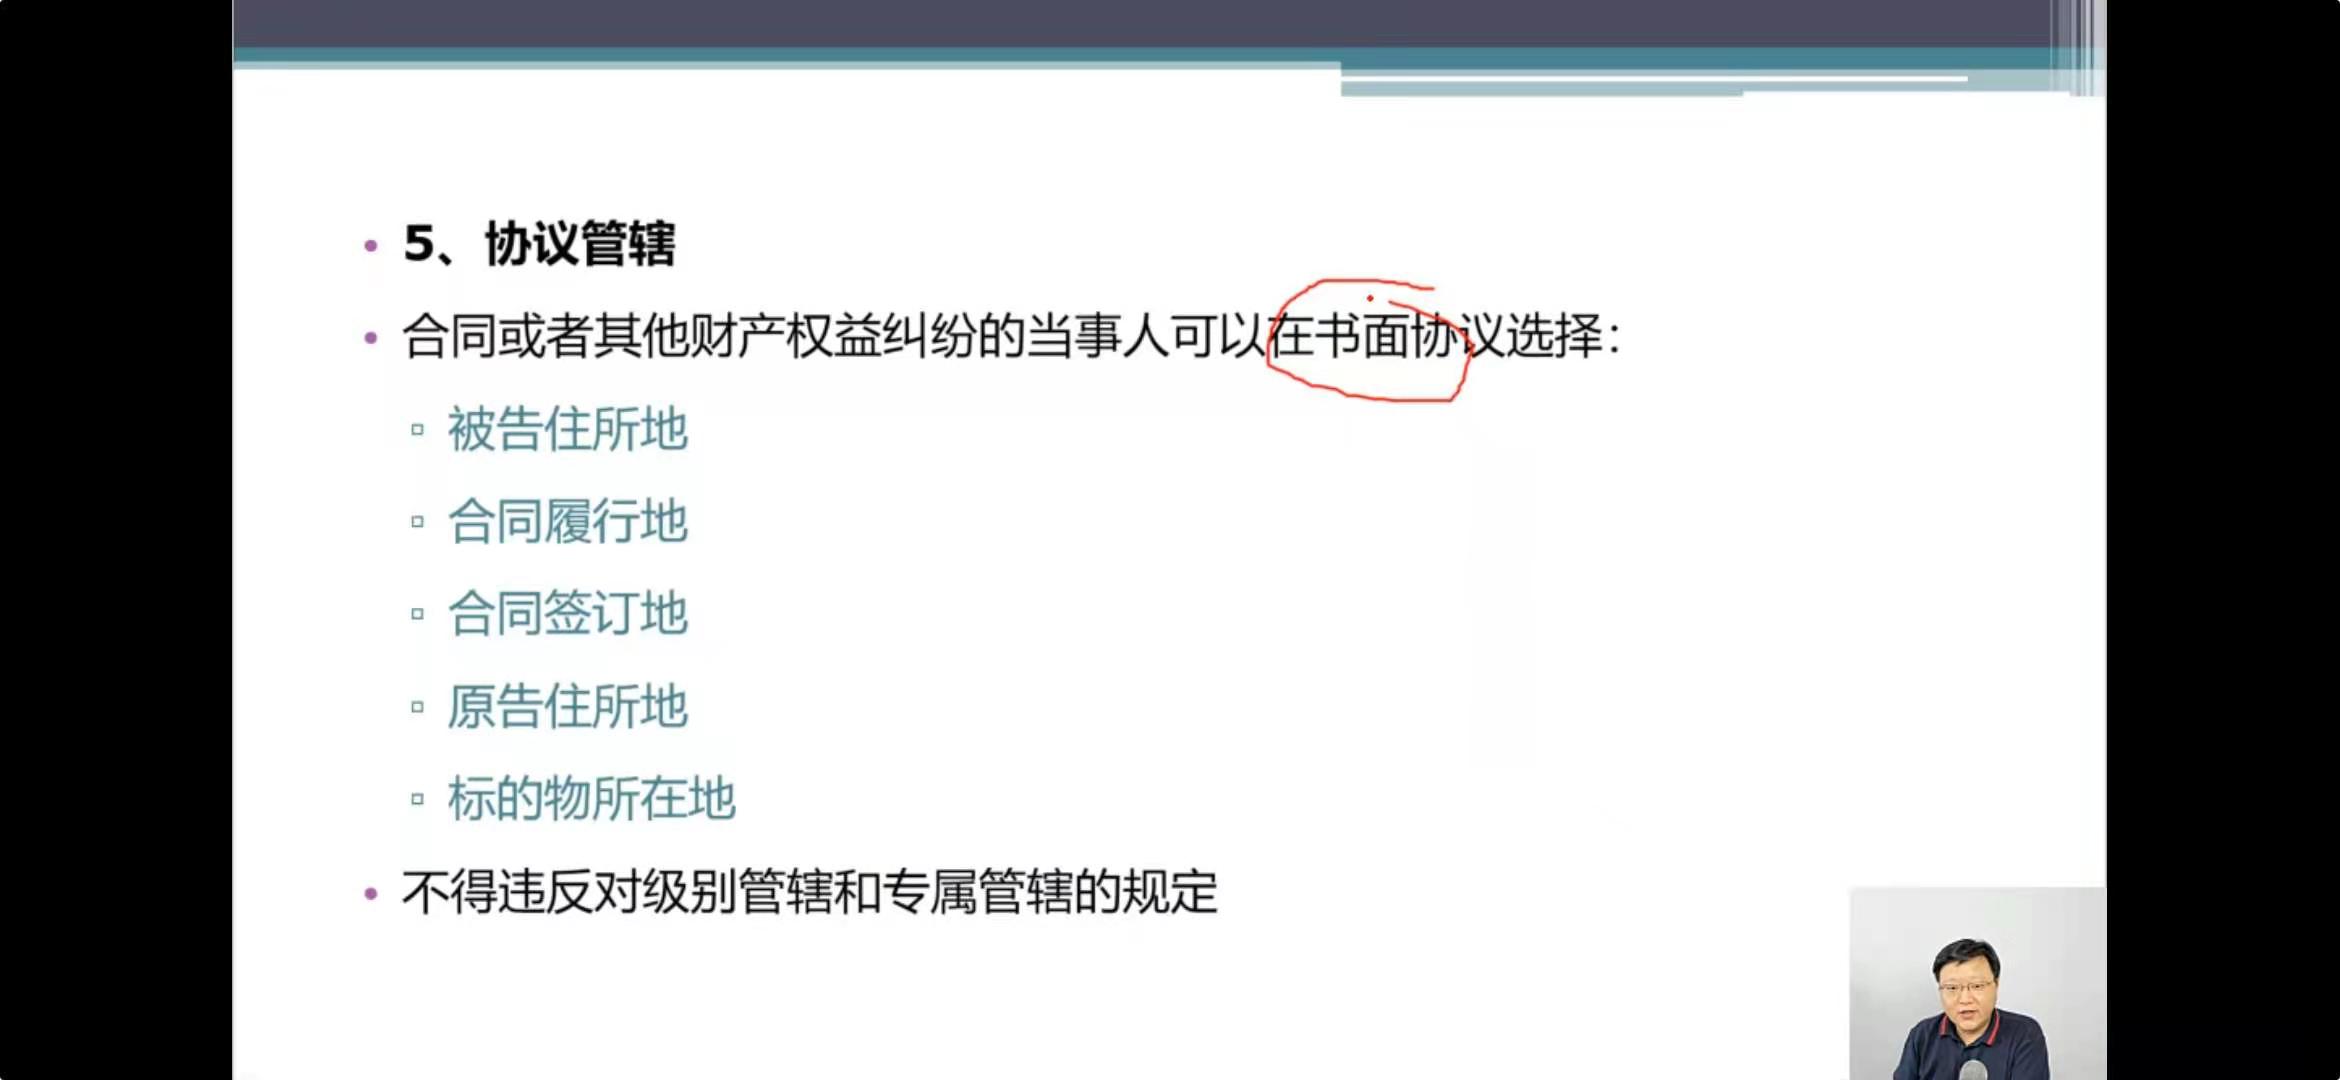 5、协议管辖
合同或者其他财产权益纠纷的当事人可以在书面协议选择：
被告住所地
合同履行地
合同签订地
原告住所地
标的物所在地
不得违反对级别管辖和专属管辖的规定